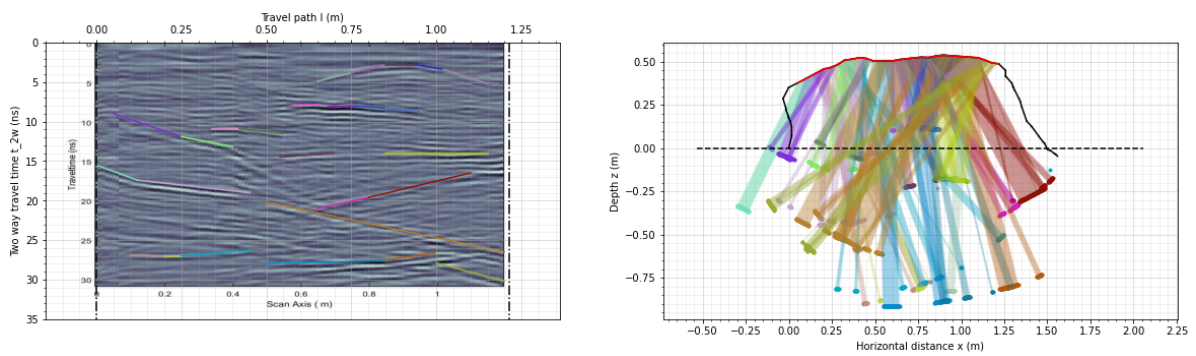 Travel path l (m)
0.00 0.25 0.50 0.75 1.00 1.25
0
5
10
15
20
25
30
35
Two way travel time t_2w (ns)
0
5
10
15
20
25
30
Traveltime (ns)
0 0.2 0.4 0.6 0.8 1
Scan Axis ( m)
0.50
0.25
0.00
−0.25
−0.50
−0.75
Depth z (m)
−0.50 −0.25 0.00 0.25 0.50 0.75 1.00 1.25 1.50 1.75 2.00 2.25
Horizontal distance x (m)